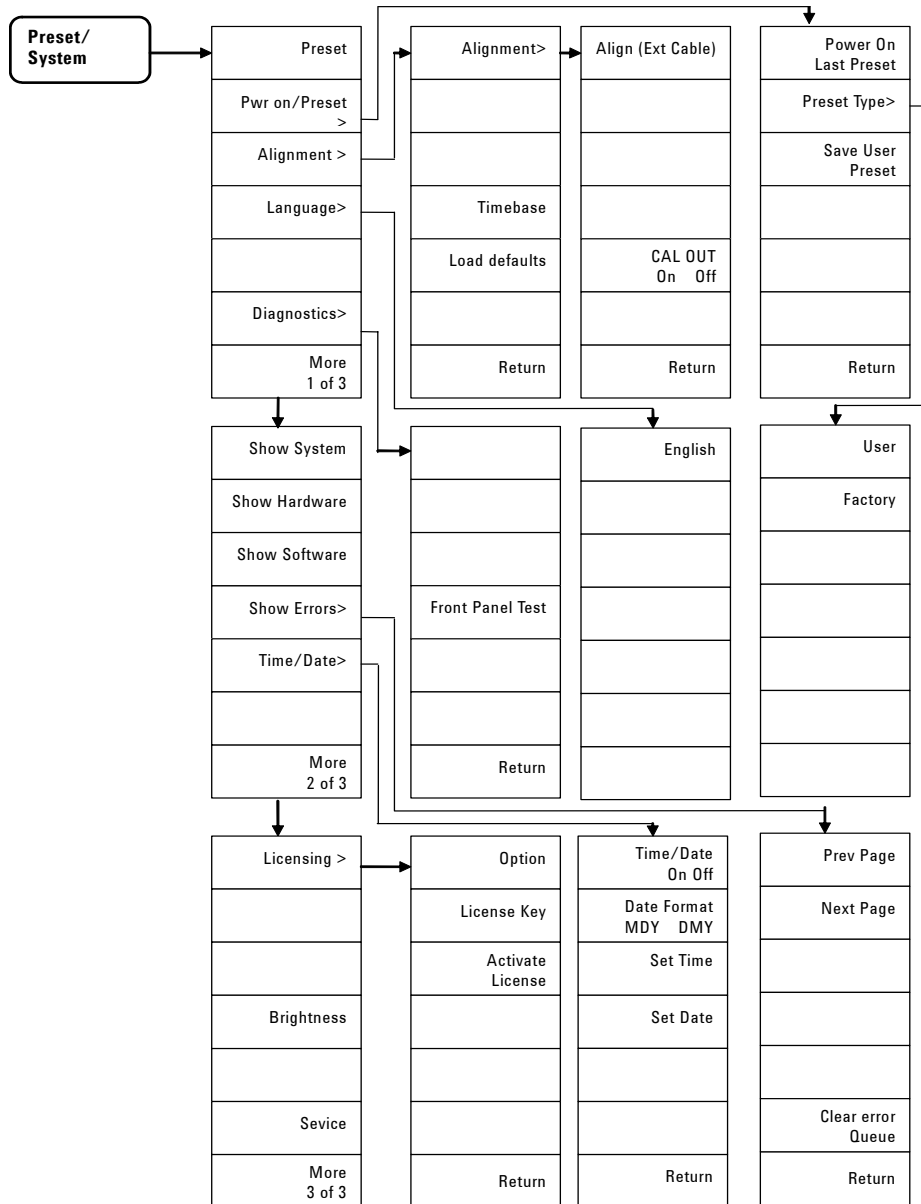 Preset/
System
Preset
Pwr on/Preset
>
Alignment >
Language>
Diagnostics>
More
1 of 3
Alignment>
Timebase
Load defaults
Return
Align (Ext Cable)
CAL OUT
On Off
Return
Power On
Last Preset
Preset Type>
Save User
Preset
Return
Show System
Show Hardware
Show Software
Show Errors>
Time/Date>
More
2 of 3
Front Panel Test
Return
English
User
Factory
Licensing >
Brightness
Sevice
More
3 of 3
Option
License Key
Activate
License
Return
Time/Date
On Off
Date Format
MDY DMY
Set Time
Set Date
Return
Prev Page
Next Page
Clear error
Queue
Return